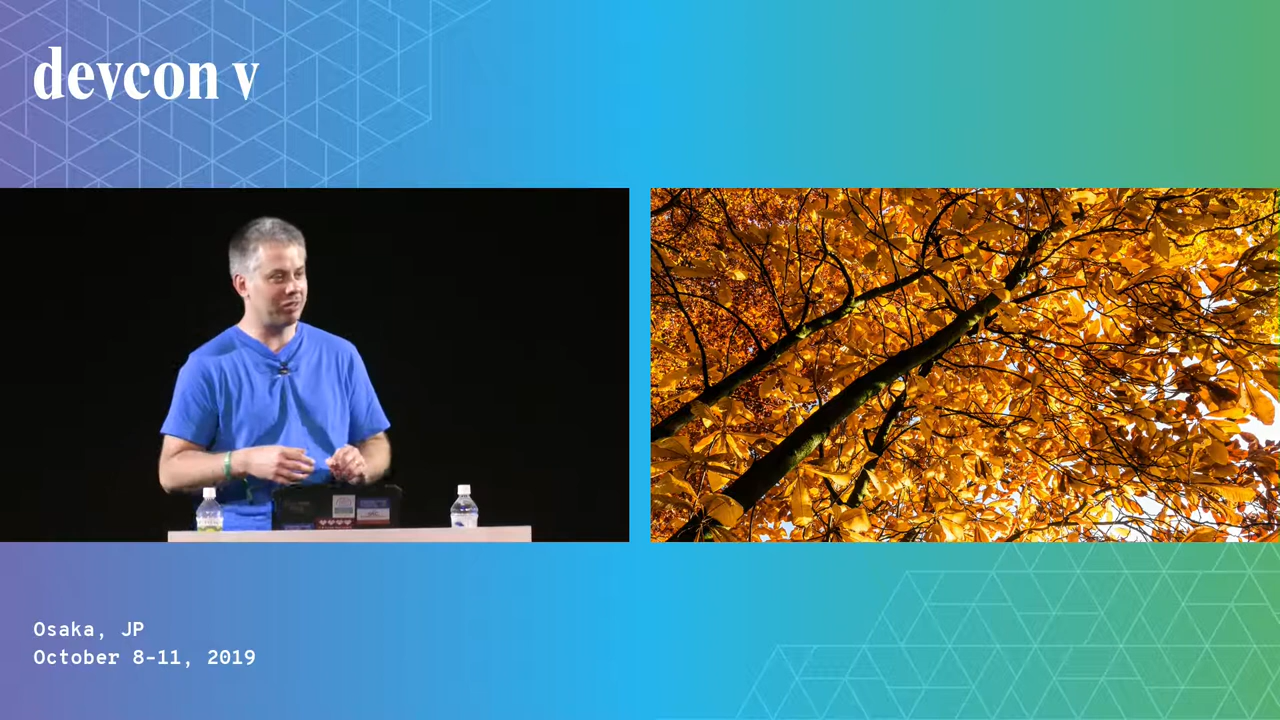 devcon v
Osaka, JP
October 8-11, 2019